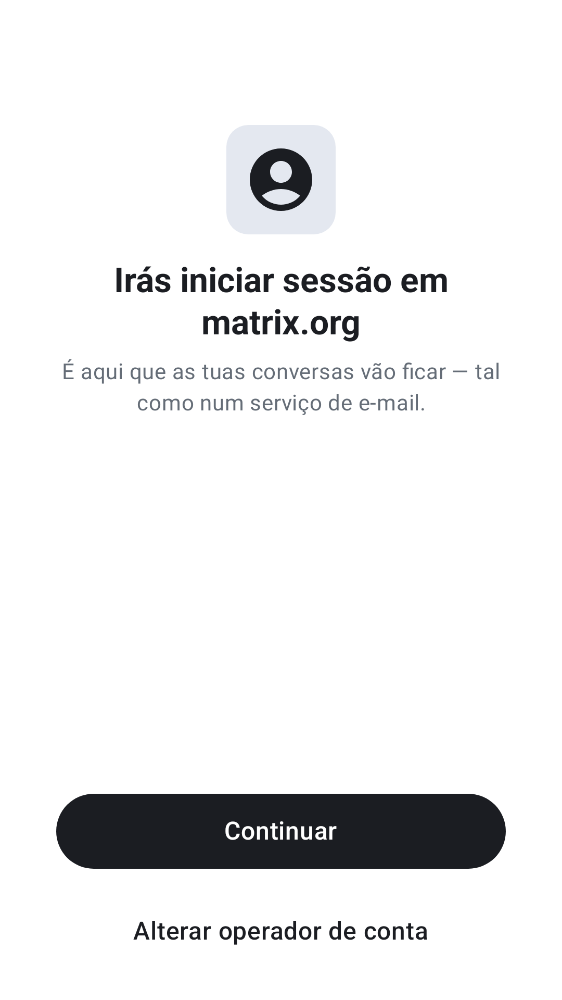 Irás iniciar sessão em
matrix.org
É aqui que as tuas conversas vão ficar — tal
como num serviço de e-mail.
Continuar
Alterar operador de conta